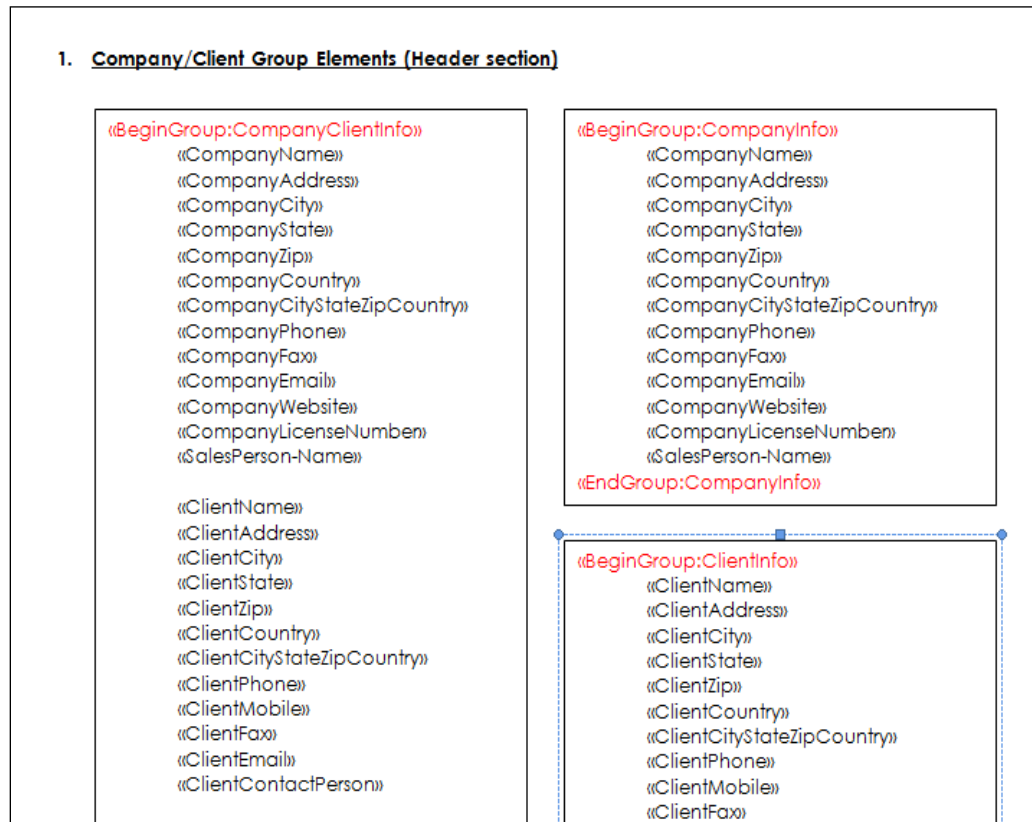 1. Company/Client Group Elements (Header section)
«BeginGroup:CompanyClientInfo»
«CompanyName»
«CompanyAddress»
«CompanyCity»
«CompanyState»
«CompanyZip»
«CompanyCountry»
«CompanyCityStateZipCountry»
«CompanyPhone»
«CompanyFax»
«CompanyEmail»
«CompanyWebsite»
«CompanyLicenseNumber»
«SalesPerson-Name»
«ClientName»
«ClientAddress»
«ClientCity»
«ClientState»
«ClientZip»
«ClientCountry»
«ClientCityStateZipCountry»
«ClientPhone»
«ClientMobile»
«ClientFax»
«ClientEmail»
«ClientContactPerson»
«BeginGroup:CompanyInfo»
«CompanyName»
«CompanyAddress»
«CompanyCity»
«CompanyState»
«CompanyZip»
«CompanyCountry»
«CompanyCityStateZipCountry»
«CompanyPhone»
«CompanyFax»
«CompanyEmail»
«CompanyWebsite»
«CompanyLicenseNumber»
«SalesPerson-Name»
«EndGroup:CompanyInfo»
«BeginGroup:ClientInfo»
«ClientName»
«ClientAddress»
«ClientCity»
«ClientState»
«ClientZip»
«ClientCountry»
«ClientCityStateZipCountry»
«ClientPhone»
«ClientMobile»
«ClientFax»